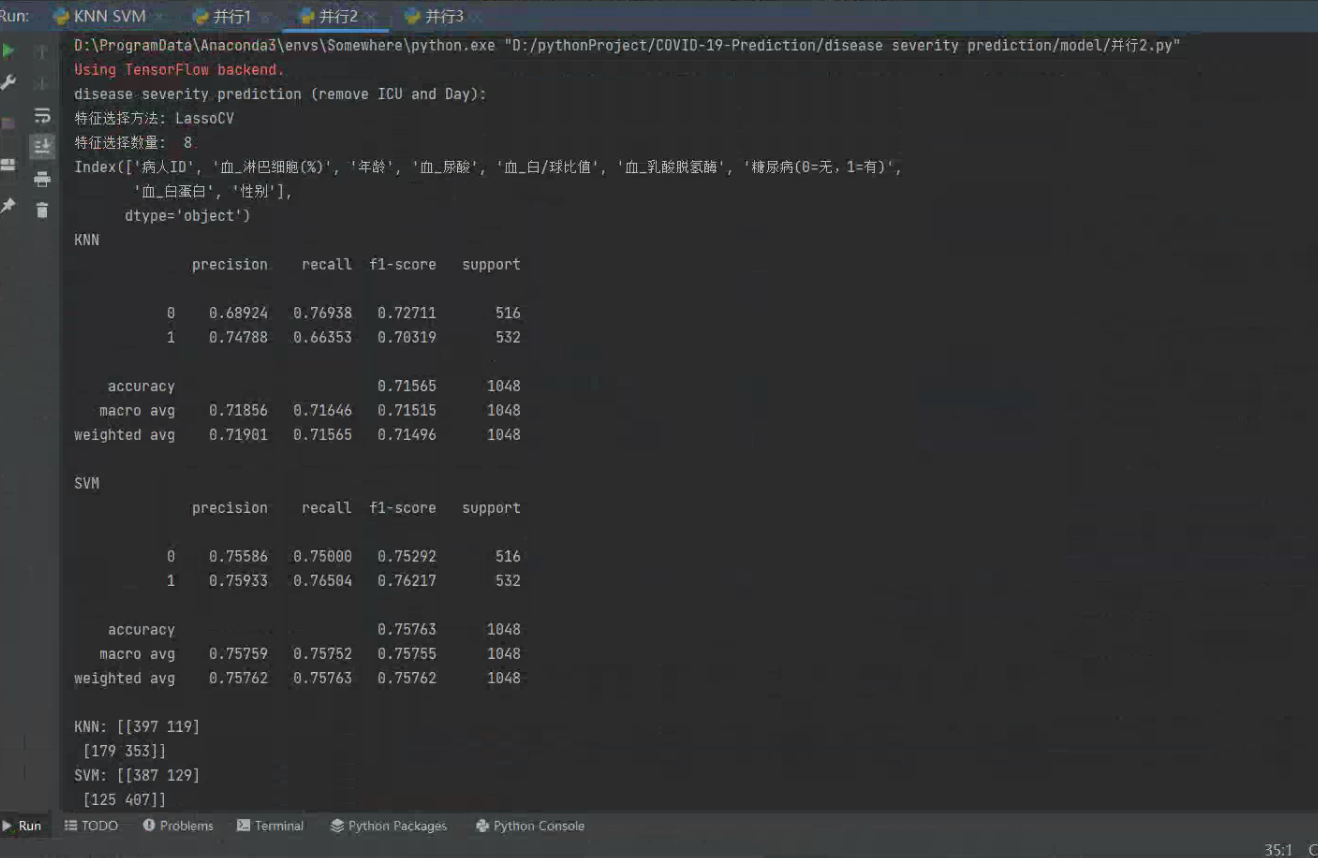 Run: KNN SVM 并行1 并行2 并行3
D:\ProgramData\Anaconda3\envs\Somewhere\python.exe "D:/pythonProject/COVID-19-Prediction/disease severity prediction/model/并行2.py"
Using TensorFlow backend.
disease severity prediction (remove ICU and Day):
特征选择方法: LassoCV
特征选择数量: 8
Index(['病人ID', '血_淋巴细胞(%)', '年龄', '血_尿酸', '血_白/球比值', '血_乳酸脱氢酶', '糖尿病(0=无，1=有)',
'血_白蛋白', '性别'],
dtype='object')
KNN
precision recall f1-score support
0 0.68924 0.76938 0.72711 516
1 0.74788 0.66353 0.70319 532
accuracy 0.71565 1048
macro avg 0.71856 0.71646 0.71515 1048
weighted avg 0.71901 0.71565 0.71496 1048
SVM
precision recall f1-score support
0 0.75586 0.75000 0.75292 516
1 0.75933 0.76504 0.76217 532
accuracy 0.75763 1048
macro avg 0.75759 0.75752 0.75755 1048
weighted avg 0.75762 0.75763 0.75762 1048
KNN: [[397 119]
[179 353]]
SVM: [[387 129]
[125 407]]
Run TODO Problems Terminal Python Packages Python Console
35:1